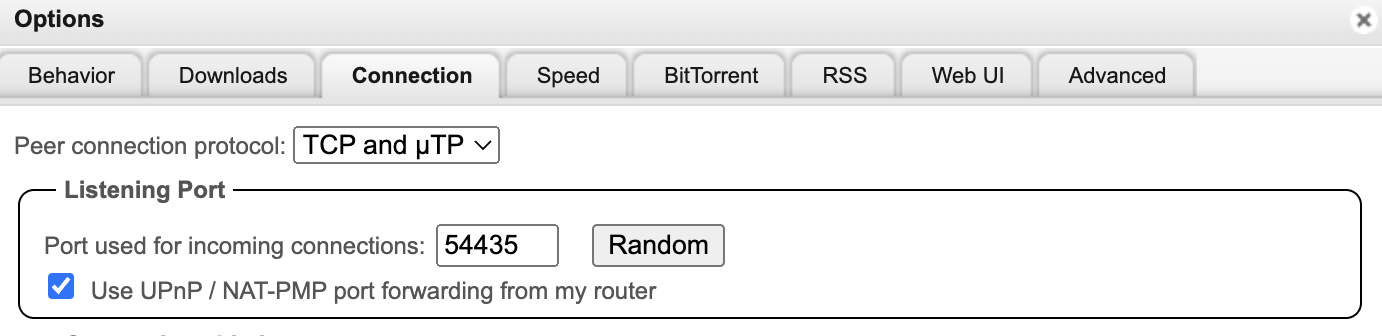 Options
Behavior Downloads Connection Speed BitTorrent RSS Web UI Advanced
Peer connection protocol: TCP and µTP
Listening Port
Port used for incoming connections: 54435 Random
Use UPnP / NAT-PMP port forwarding from my router